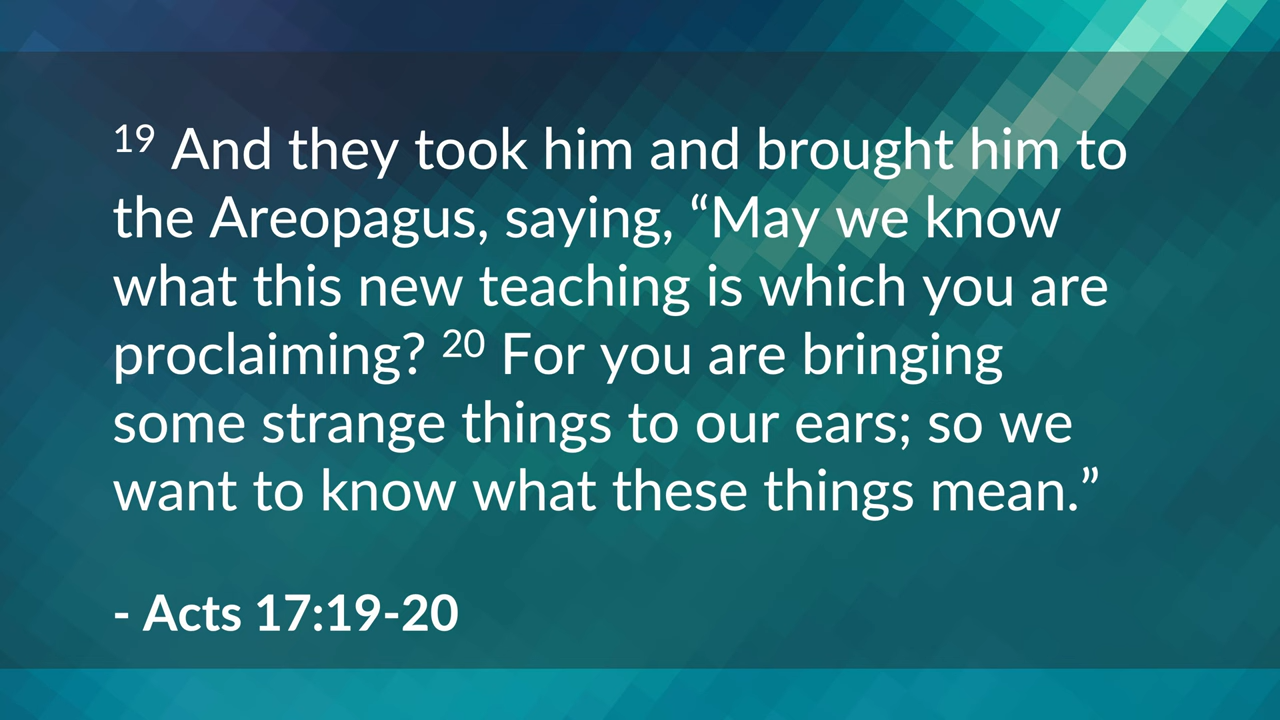 19 And they took him and brought him to
the Areopagus, saying, “May we know
what this new teaching is which you are
proclaiming? 20 For you are bringing
some strange things to our ears; so we
want to know what these things mean.”
- Acts 17:19-20